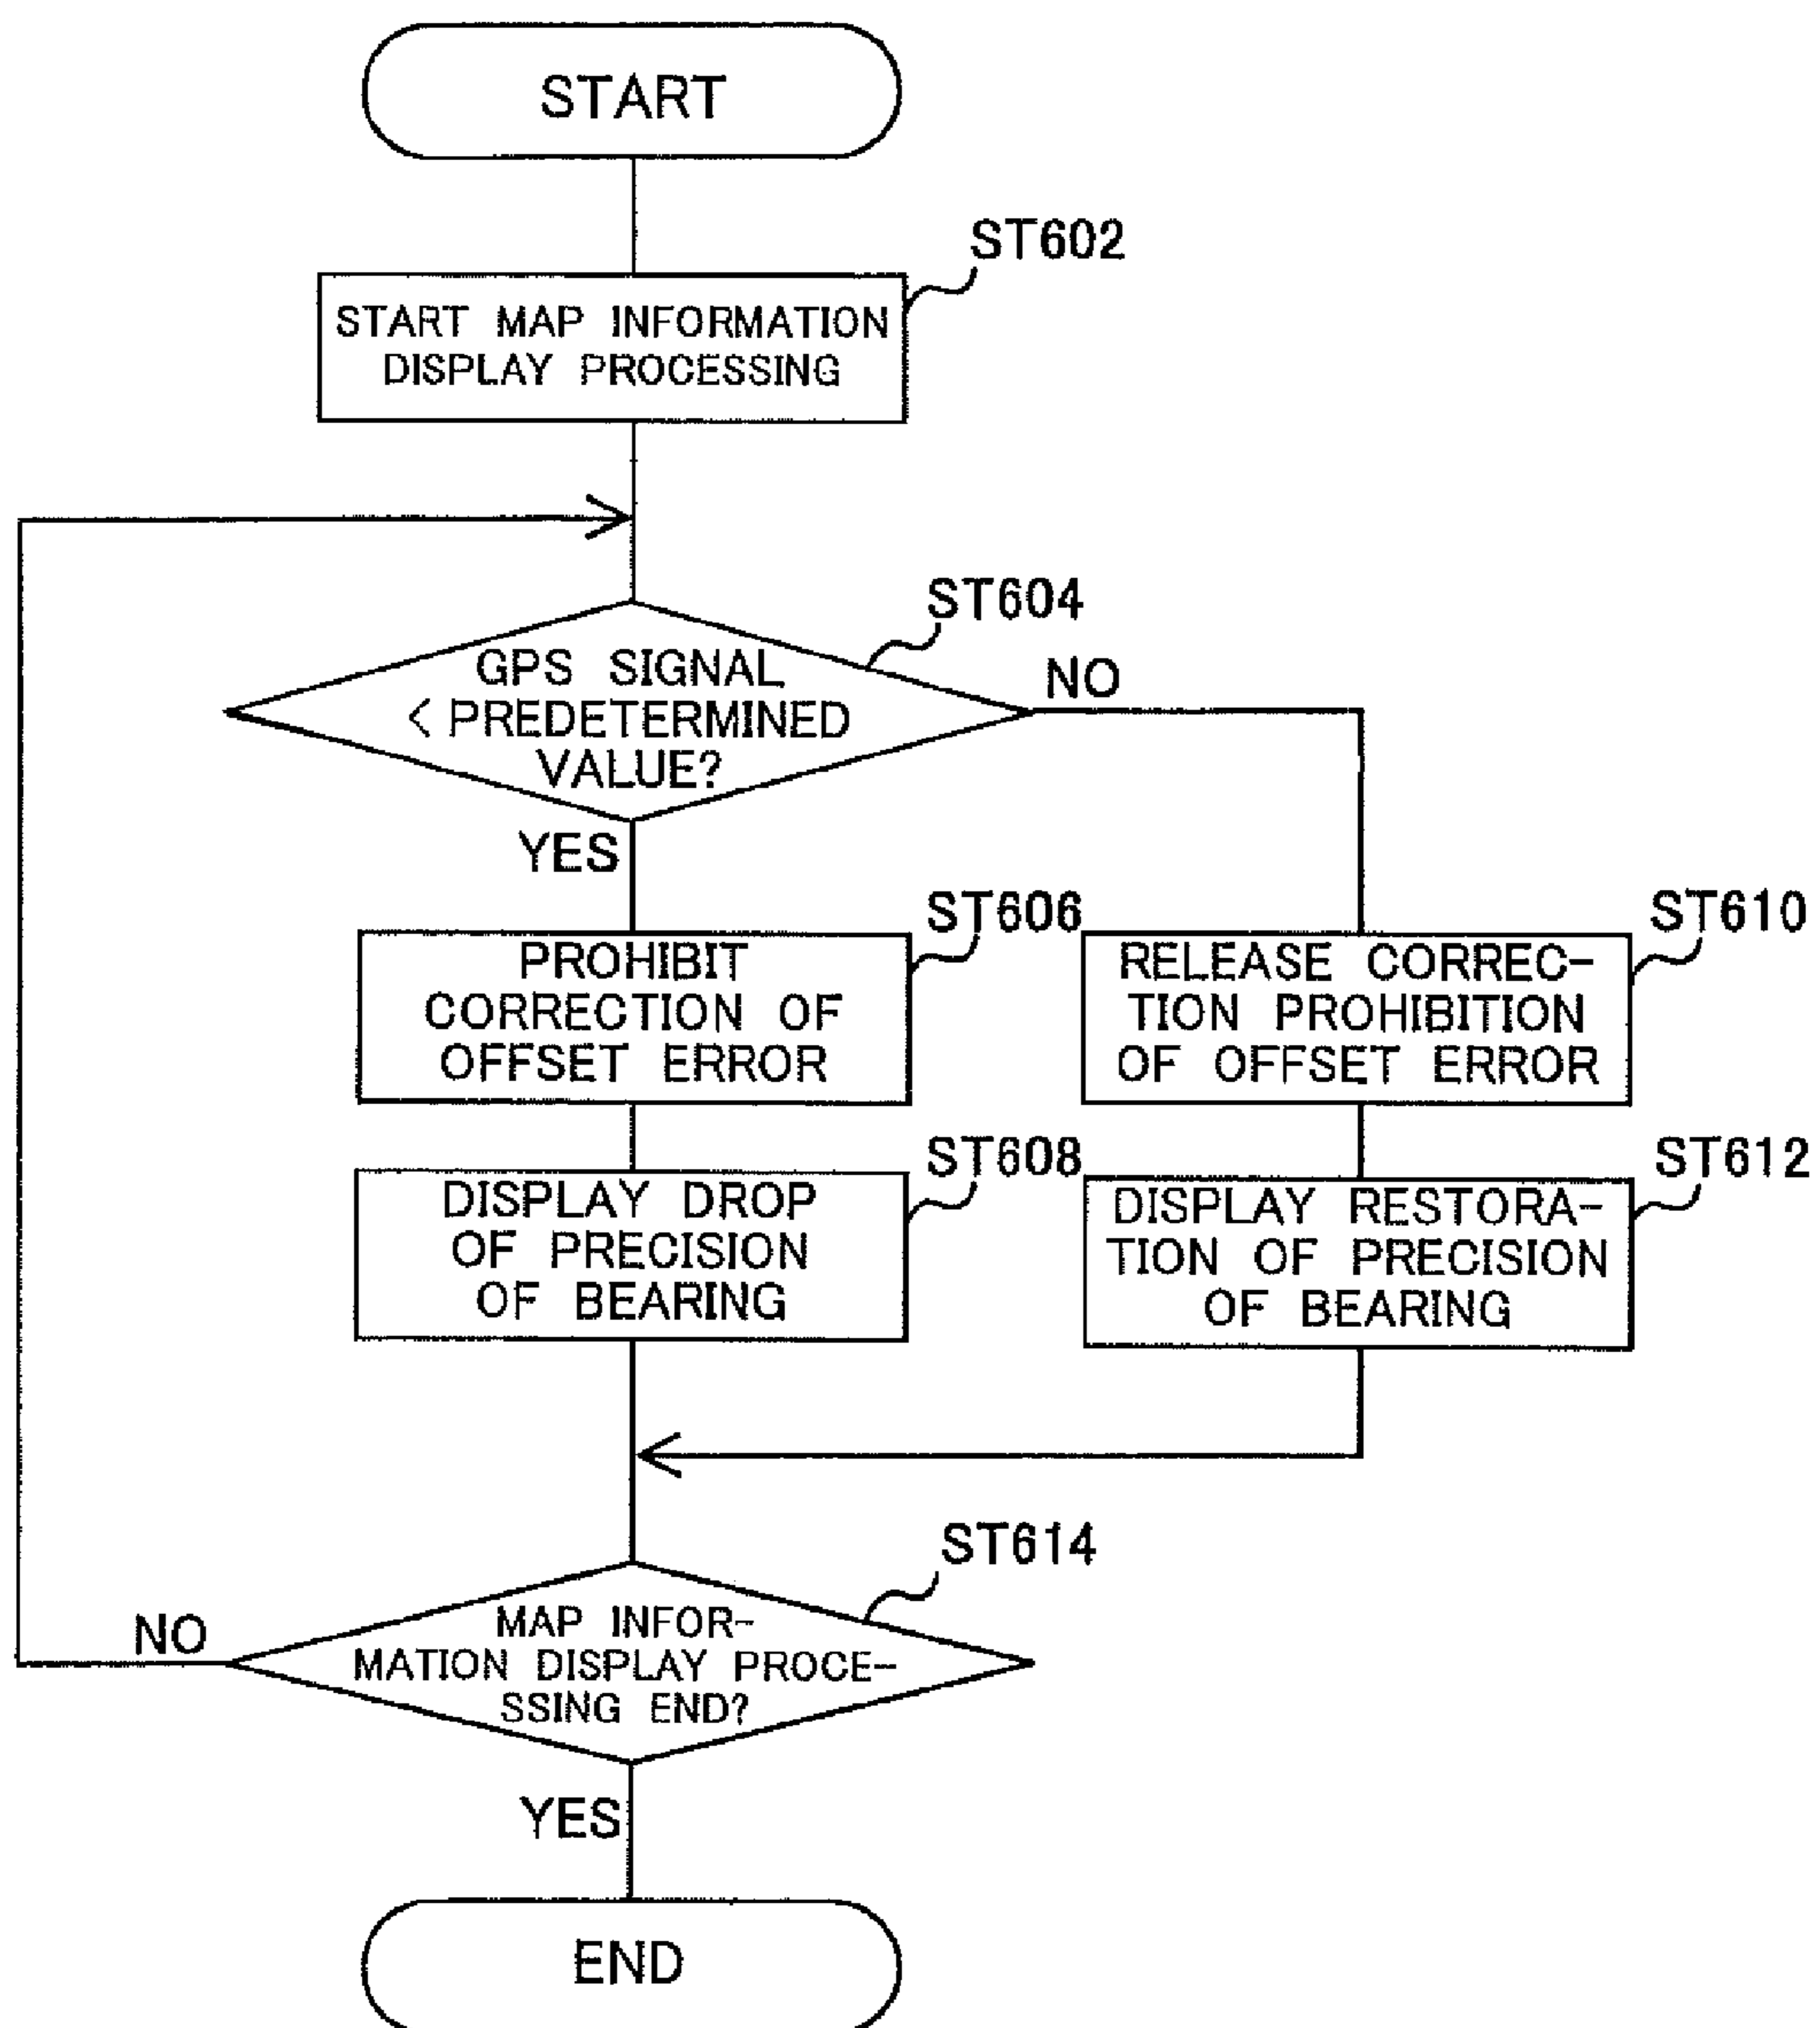 START
ST602
START MAP INFORMATION
DISPLAY PROCESSING
ST604
GPS SIGNAL
< PREDETERMINED
VALUE?
NO
YES
ST606
PROHIBIT
CORRECTION OF
OFFSET ERROR
ST610
RELEASE CORREC-
TION PROHIBITION
OF OFFSET ERROR
ST608
DISPLAY DROP
OF PRECISION
OF BEARING
ST612
DISPLAY RESTORA-
TION OF PRECISION
OF BEARING
ST614
MAP INFOR-
MATION DISPLAY PROCE-
SSING END?
NO
YES
END